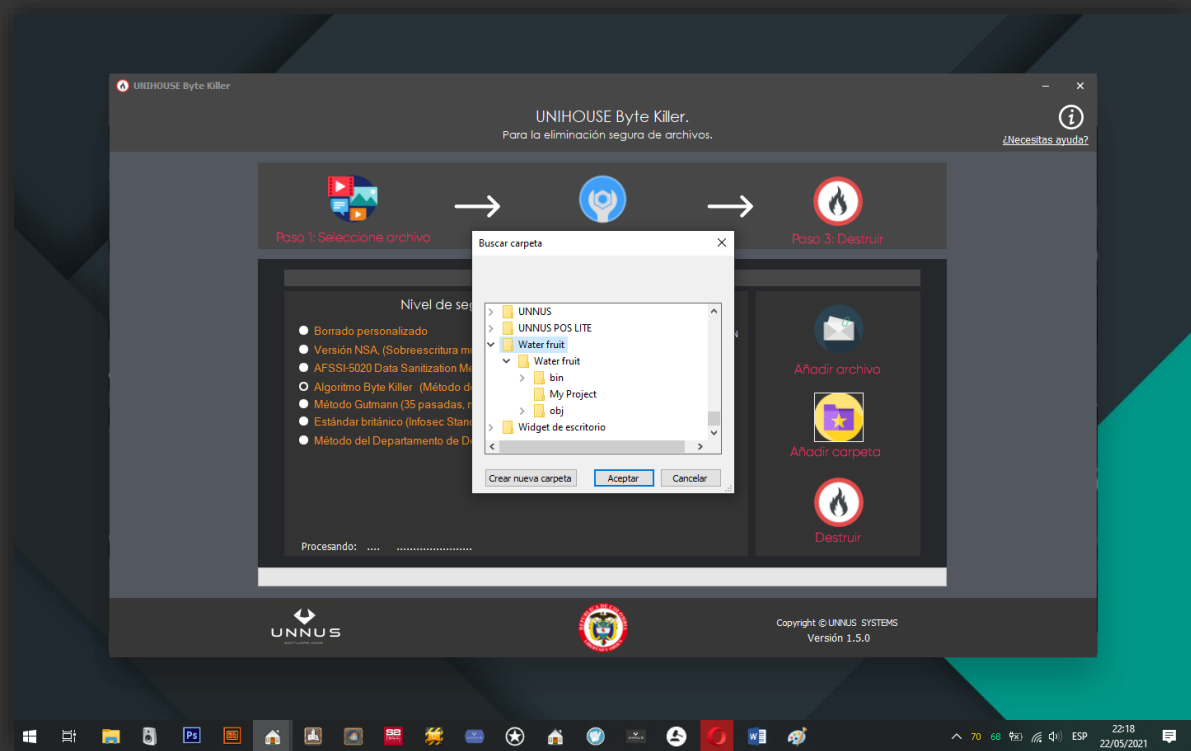 UNIHOUSE Byte Killer
UNIHOUSE Byte Killer.
Para la eliminación segura de archivos.
¿Necesitas ayuda?
Paso 1: Seleccione archivo
Paso 3: Destruir
Buscar carpeta
UNNUS
UNNUS POS LITE
Water fruit
Water fruit
bin
My Project
obj
Widget de escritorio
Crear nueva carpeta
Aceptar
Cancelar
Nivel de
Borrado personalizado
Versión NSA, (Sobreescritura
AFSSI-5020 Data Sanitization
Algoritmo Byte Killer (Método
Método Gutmann (35 pasadas,
Estándar británico (Infosec
Método del Departamento de
Procesando: .... ......................
Añadir archivo
Añadir carpeta
Destruir
UNNUS
Copyright © UNNUS SYSTEMS
Versión 1.5.0
Ps
70 68 ESP
22:18
22/05/2021